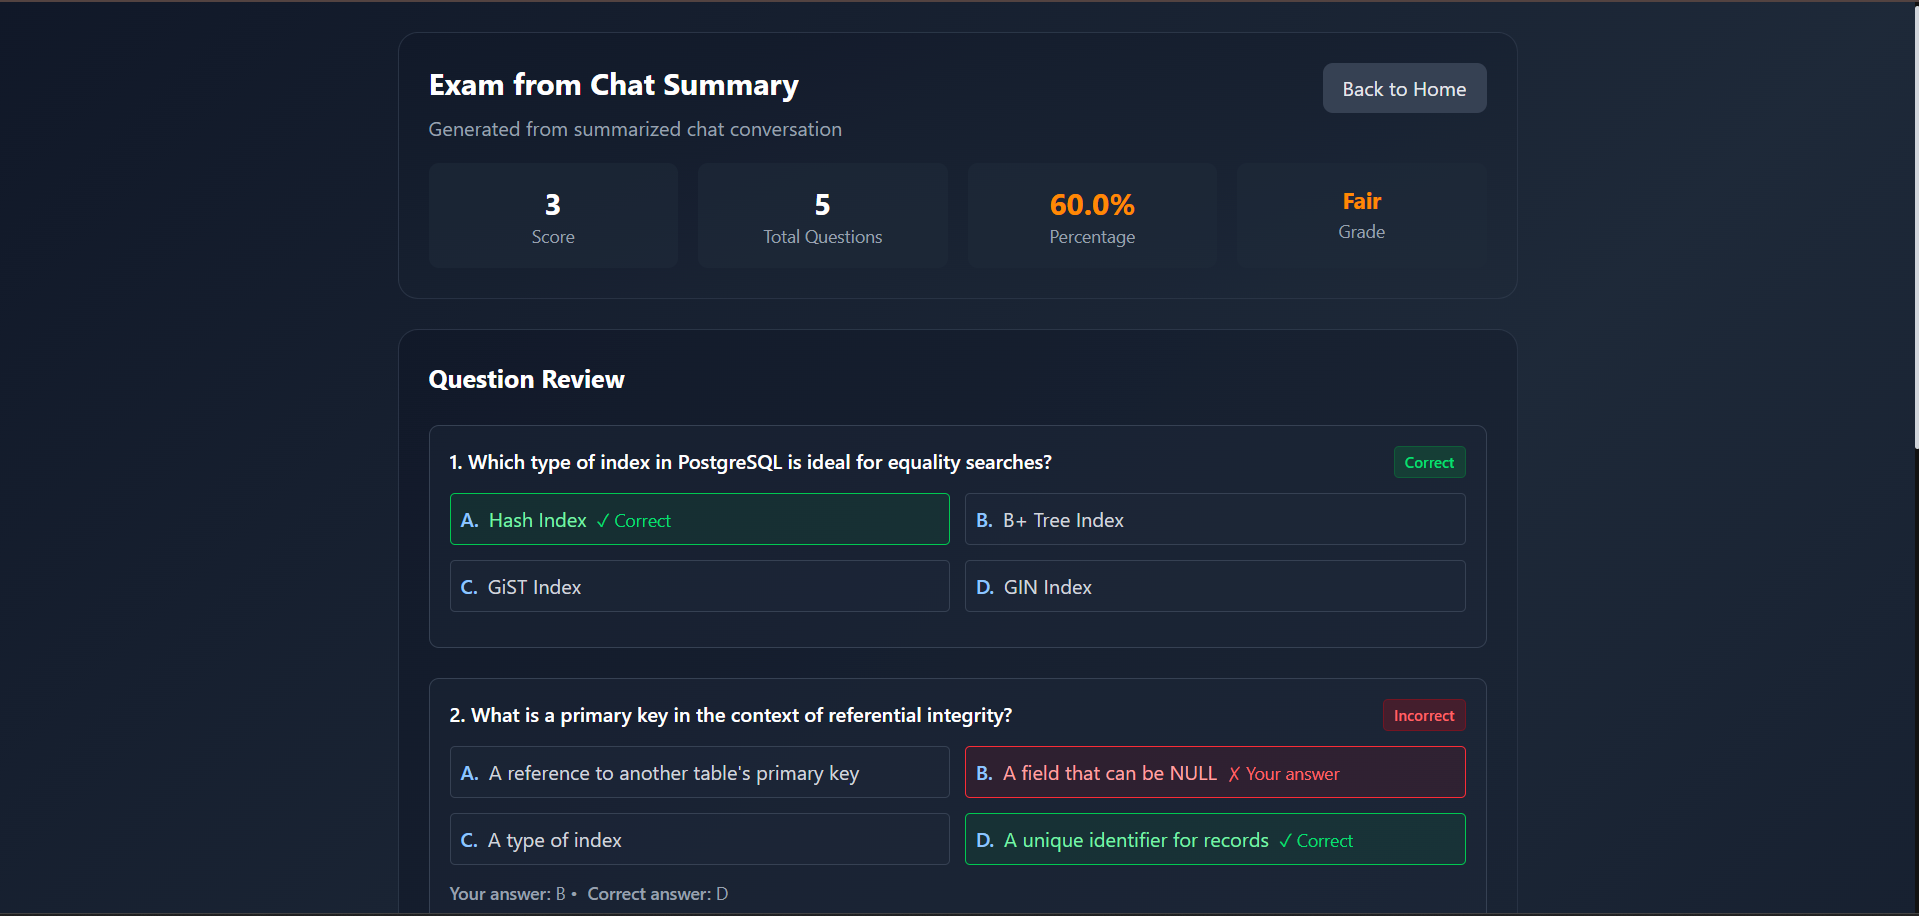 Exam from Chat Summary
Back to Home
Generated from summarized chat conversation
3
Score
5
Total Questions
60.0%
Percentage
Fair
Grade
Question Review
1. Which type of index in PostgreSQL is ideal for equality searches?
Correct
A. Hash Index ✓ Correct
B. B+ Tree Index
C. GiST Index
D. GIN Index
2. What is a primary key in the context of referential integrity?
Incorrect
A. A reference to another table's primary key
B. A field that can be NULL ✗ Your answer
C. A type of index
D. A unique identifier for records ✓ Correct
Your answer: B • Correct answer: D